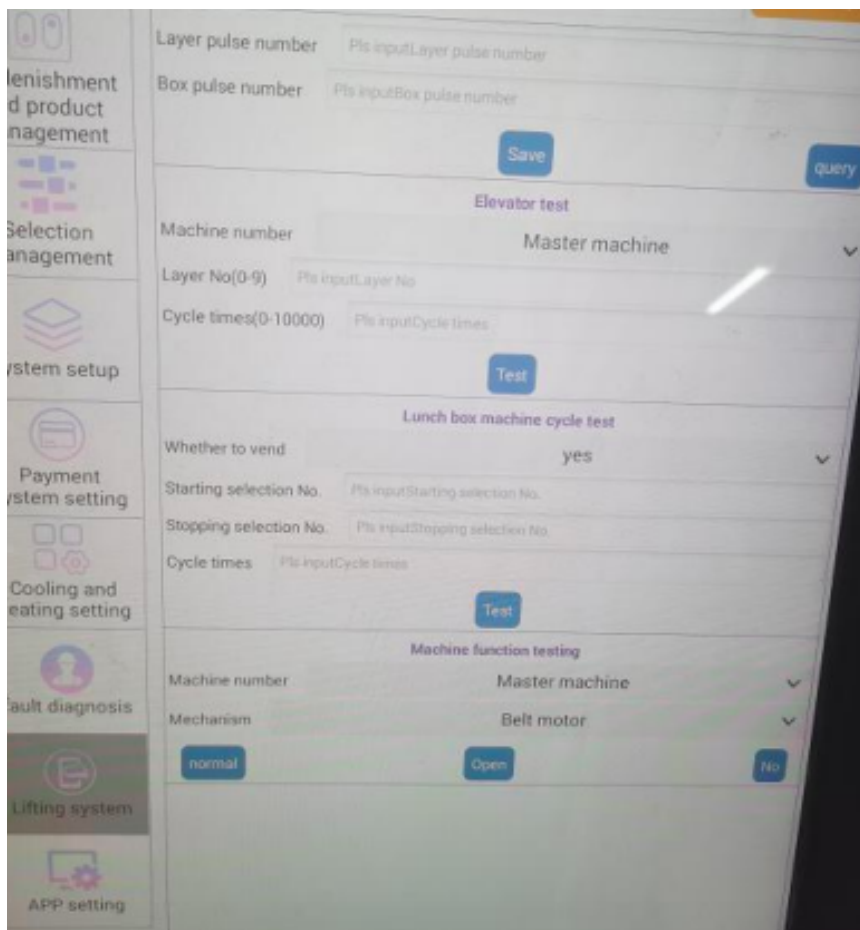 Layer pulse number Pls inputLayer pulse number
Box pulse number Pls inputBox pulse number
Save
query
Elevator test
Machine number Master machine
Layer No(0-9) Pls inputLayer No
Cycle times(0-10000) Pls inputCycle times
Test
Lunch box machine cycle test
Whether to vend yes
Starting selection No. Pls inputStarting selection No.
Stopping selection No. Pls inputStopping selection No
Cycle times Pls inputCycle times
Test
Machine function testing
Machine number Master machine
Mechanism Belt motor
normal Open No
lenishment
d product
nagement
Selection
anagement
ystem setup
Payment
ystem setting
Cooling and
eating setting
ault diagnosis
Lifting system
APP setting